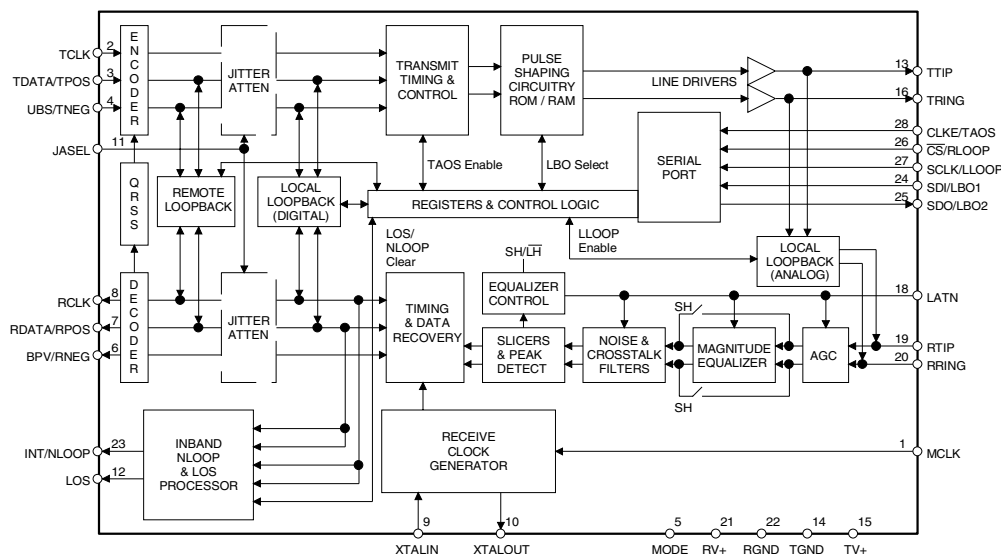 TCLK
2
TDATA/TPOS
3
UBS/TNEG
4
JASEL
11
ENCODER
QRSS
DECODER
JITTER
ATTEN
TRANSMIT
TIMING &
CONTROL
PULSE
SHAPING
CIRCUITRY
ROM / RAM
LINE DRIVERS
13
TTIP
16
TRING
28
CLKE/TAOS
26
CS/RLOOP
27
SCLK/LLOOP
24
SDI/LBO1
25
SDO/LBO2
SERIAL
PORT
TAOS Enable
LBO Select
REMOTE
LOOPBACK
LOCAL
LOOPBACK
(DIGITAL)
REGISTERS & CONTROL LOGIC
LOS/
NLOOP
Clear
LLOOP
Enable
SH/LH
LOCAL
LOOPBACK
(ANALOG)
RCLK
8
RDATA/RPOS
7
BPV/RNEG
6
JITTER
ATTEN
TIMING
& DATA
RECOVERY
EQUALIZER
CONTROL
SLICERS
& PEAK
DETECT
NOISE &
CROSSTALK
FILTERS
SH
MAGNITUDE
EQUALIZER
SH
AGC
18
LATN
19
RTIP
20
RRING
INT/NLOOP
23
LOS
12
INBAND
NLOOP
& LOS
PROCESSOR
RECEIVE
CLOCK
GENERATOR
1
MCLK
9
10
5
21
22
14
15
XTALIN
XTALOUT
MODE
RV+
RGND
TGND
TV+